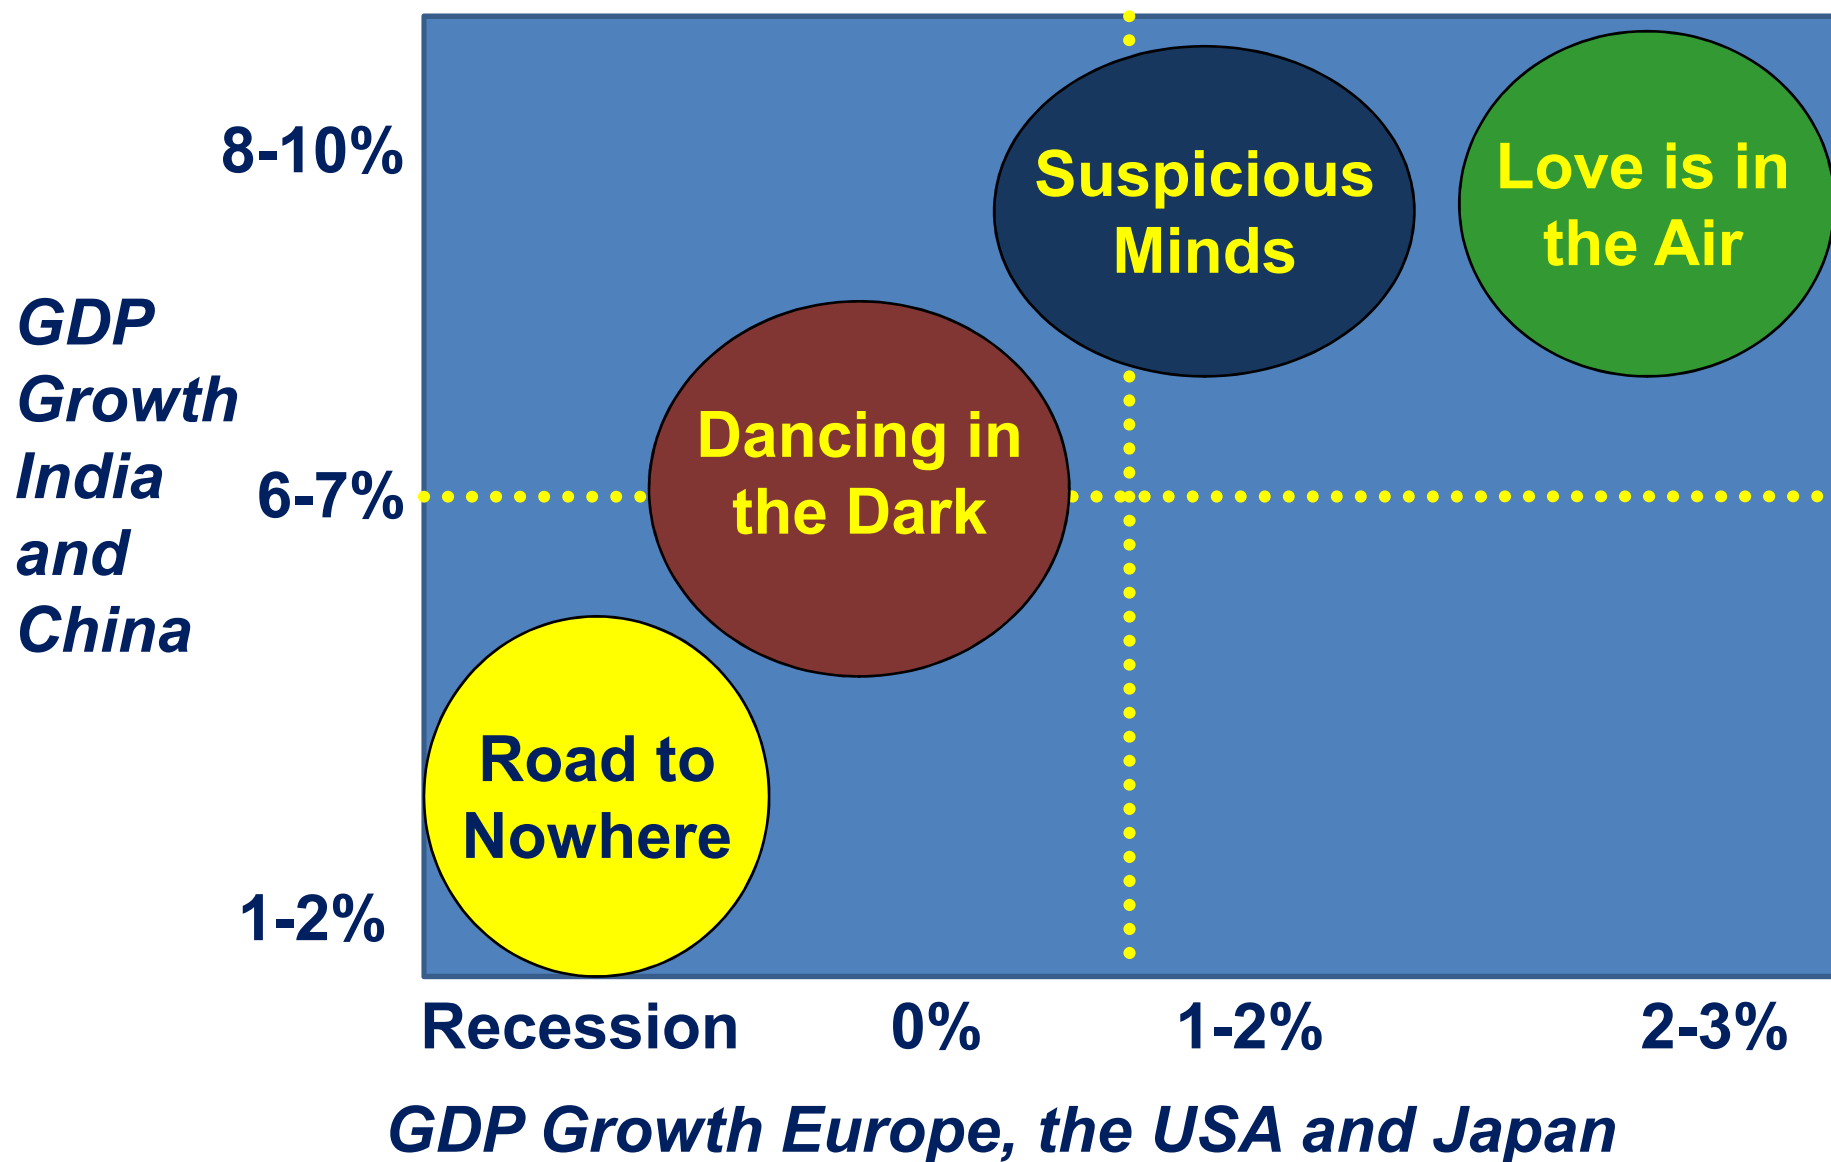 8-10%
Suspicious
Minds
Love is in
the Air
GDP
Growth
India
and
China
6-7%
Dancing in
the Dark
Road to
Nowhere
1-2%
Recession
0%
1-2%
2-3%
GDP Growth Europe, the USA and Japan